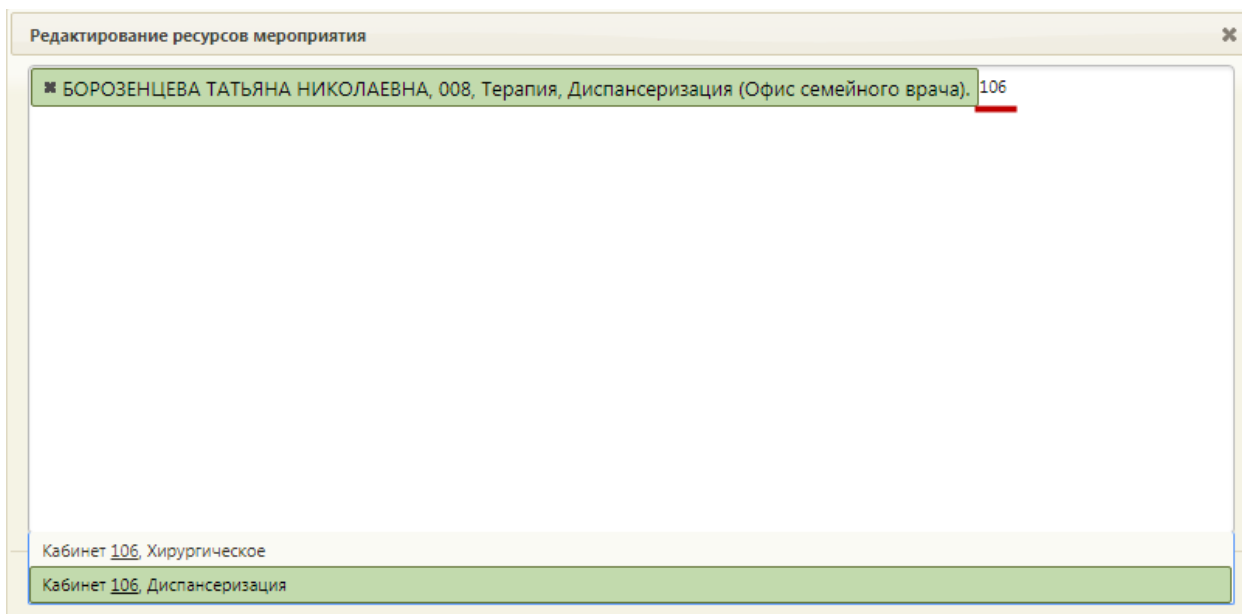 Редактирование ресурсов мероприятия
БОРОЗЕНЦЕВА ТАТЬЯНА НИКОЛАЕВНА, 008, Терапия, Диспансеризация (Офис семейного врача). 106
Кабинет 106, Хирургическое
Кабинет 106, Диспансеризация